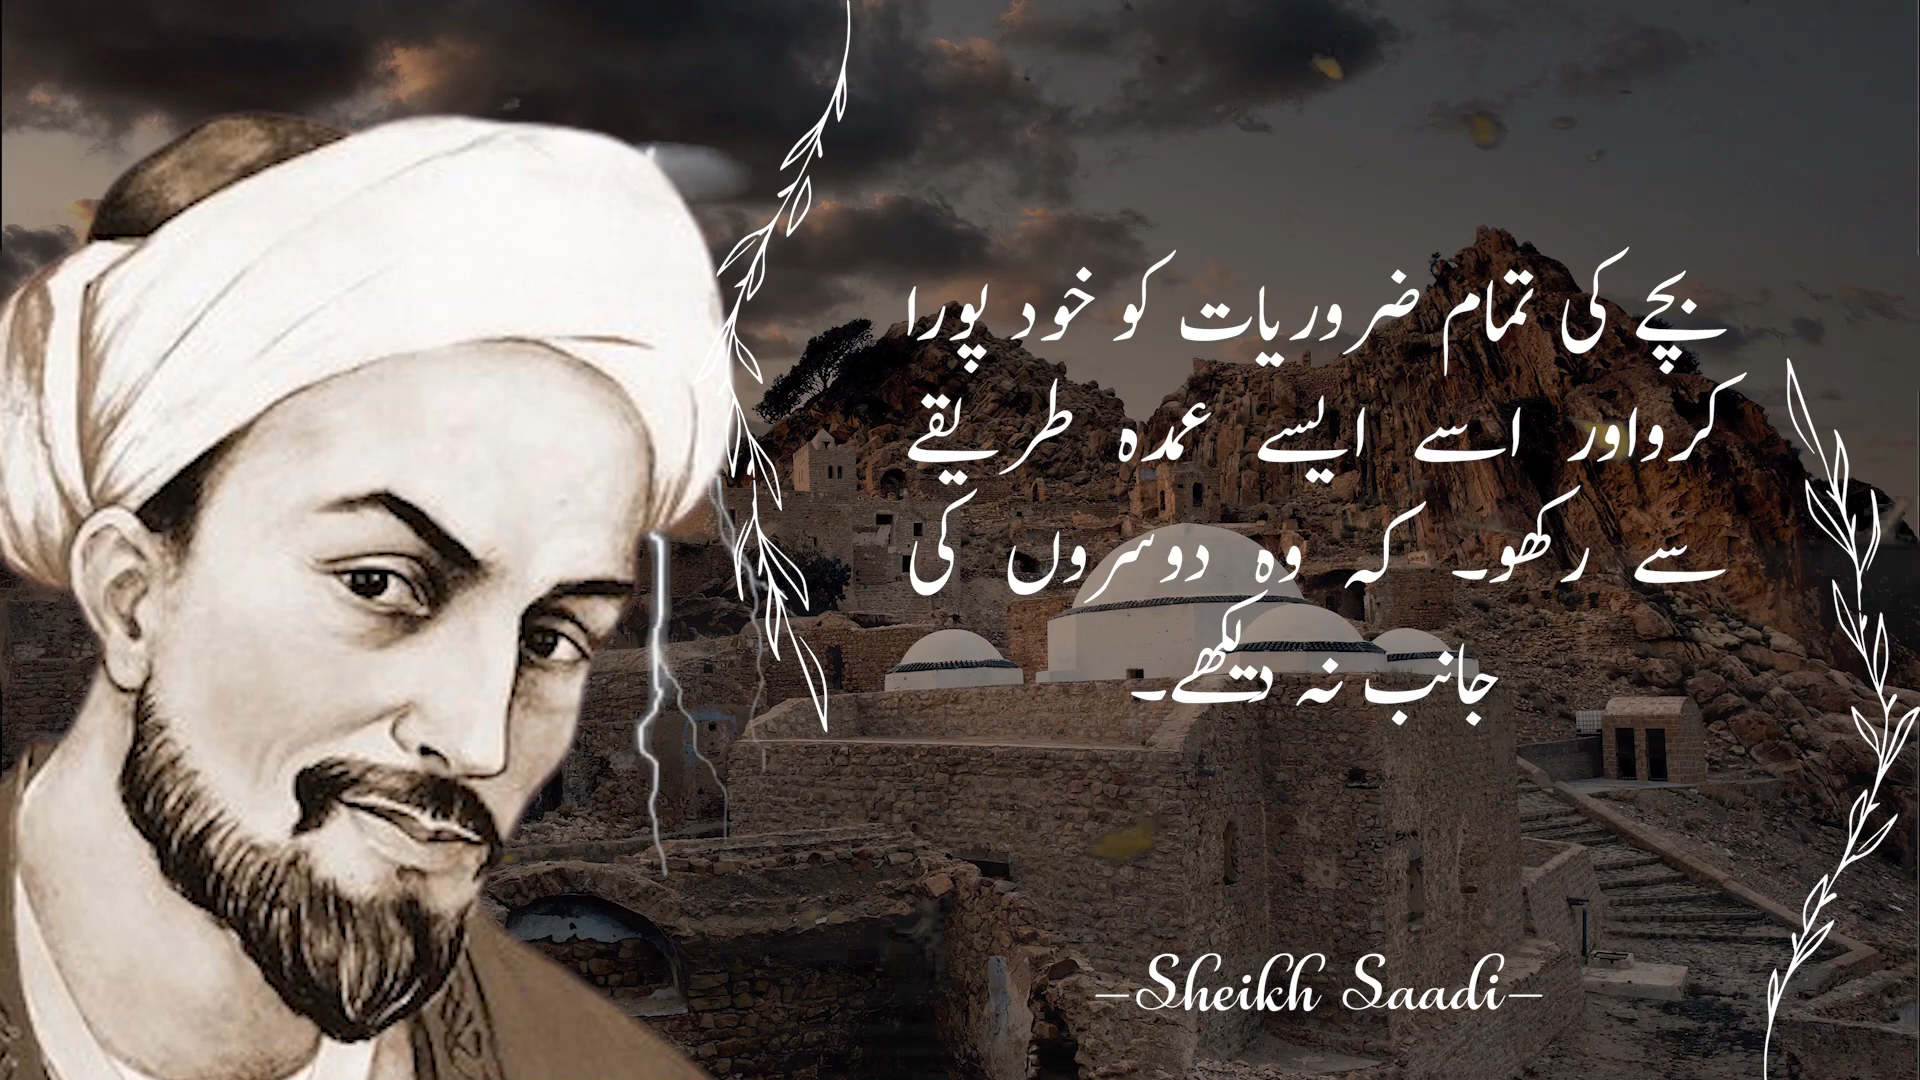 بچے کی تمام ضروریات کو خود پورا
کرواور اسے ایسے عمدہ طریقے
سے رکھو۔ کہ وہ دوسروں کی
جانب نہ دیکھے۔
–Sheikh Saadi–